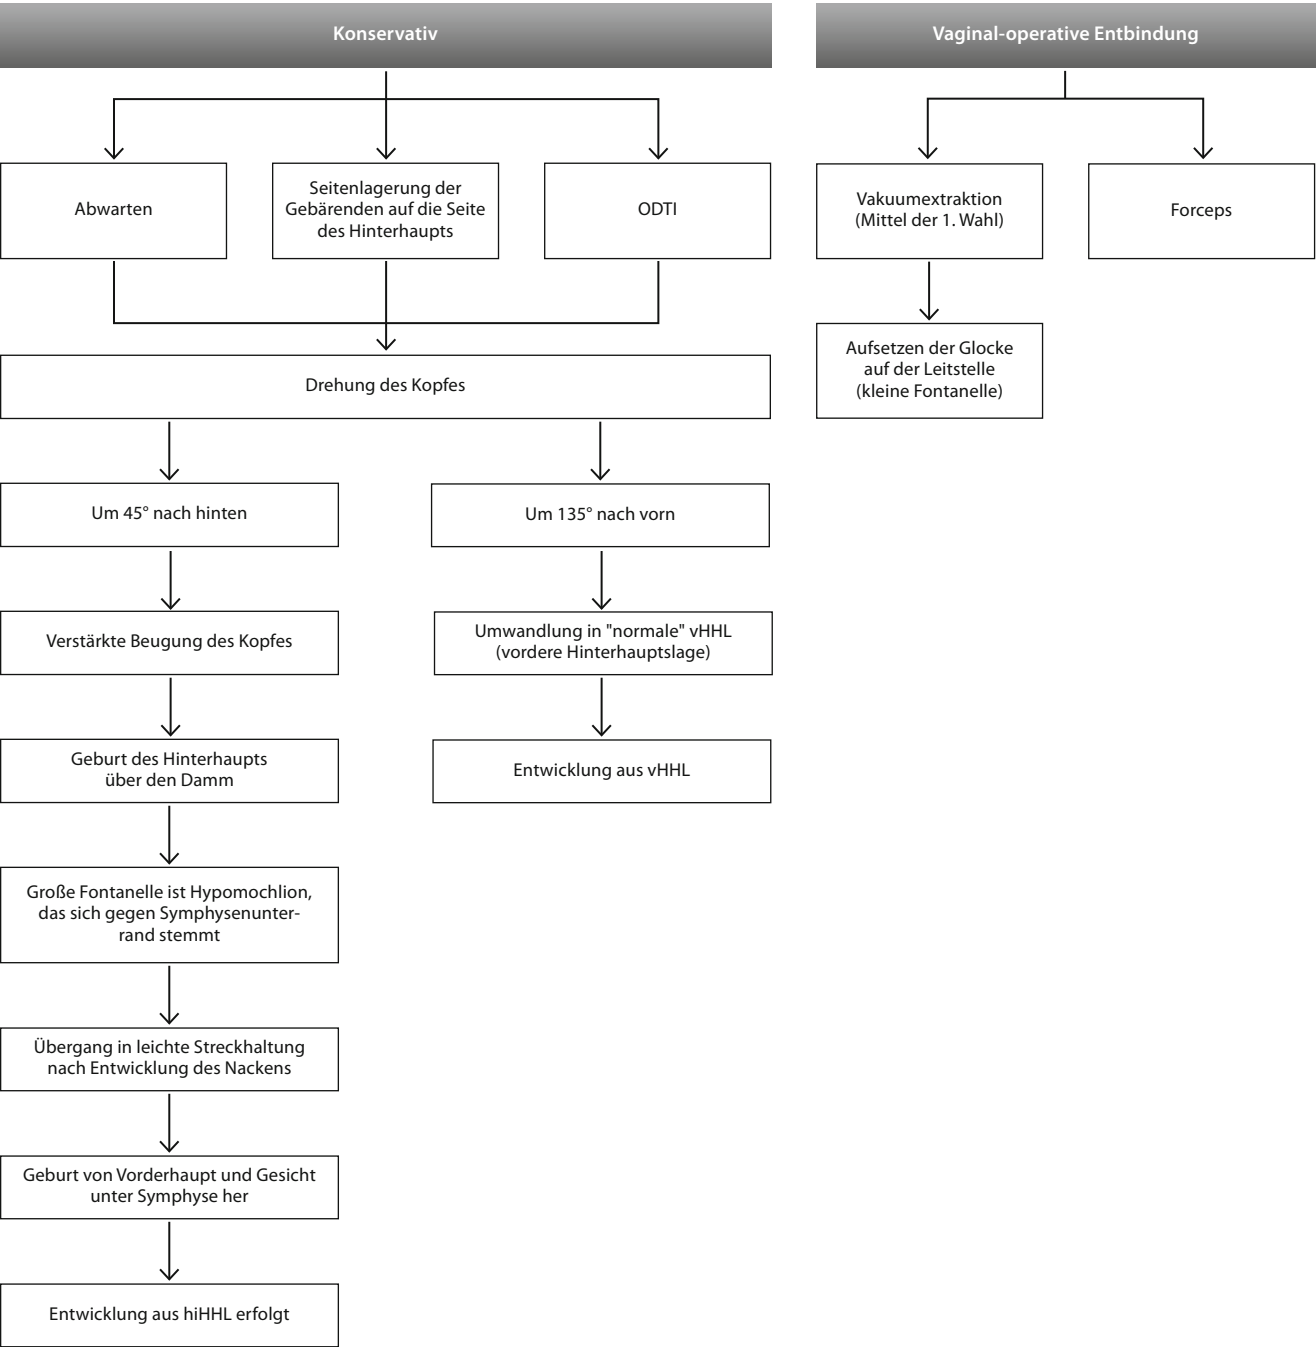 Konservativ
Vaginal-operative Entbindung
Abwarten
Seitenlagerung der
Gebärenden auf die Seite
des Hinterhaupts
ODTI
Vakuumextraktion
(Mittel der 1. Wahl)
Forceps
Aufsetzen der Glocke
auf der Leitstelle
(kleine Fontanelle)
Drehung des Kopfes
Um 45° nach hinten
Um 135° nach vorn
Verstärkte Beugung des Kopfes
Umwandlung in "normale" vHHL
(vordere Hinterhauptslage)
Geburt des Hinterhaupts
über den Damm
Entwicklung aus vHHL
Große Fontanelle ist Hypomochlion,
das sich gegen Symphysenunter-
rand stemmt
Übergang in leichte Streckhaltung
nach Entwicklung des Nackens
Geburt von Vorderhaupt und Gesicht
unter Symphyse her
Entwicklung aus hiHHL erfolgt